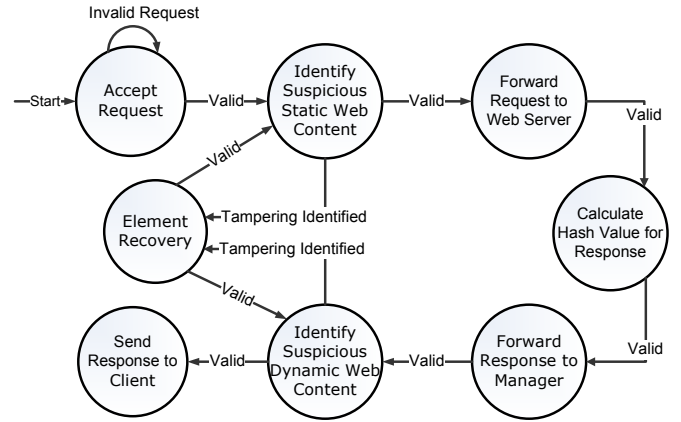 Invalid Request
Start
Accept
Request
Valid
Identify
Suspicious
Static Web
Content
Valid
Forward
Request to
Web Server
Valid
Valid
Element
Recovery
Tampering Identified
Tampering Identified
Calculate
Hash Value for
Response
Valid
Send
Response to
Client
Valid
Identify
Suspicious
Dynamic Web
Content
Valid
Forward
Response to
Manager
Valid